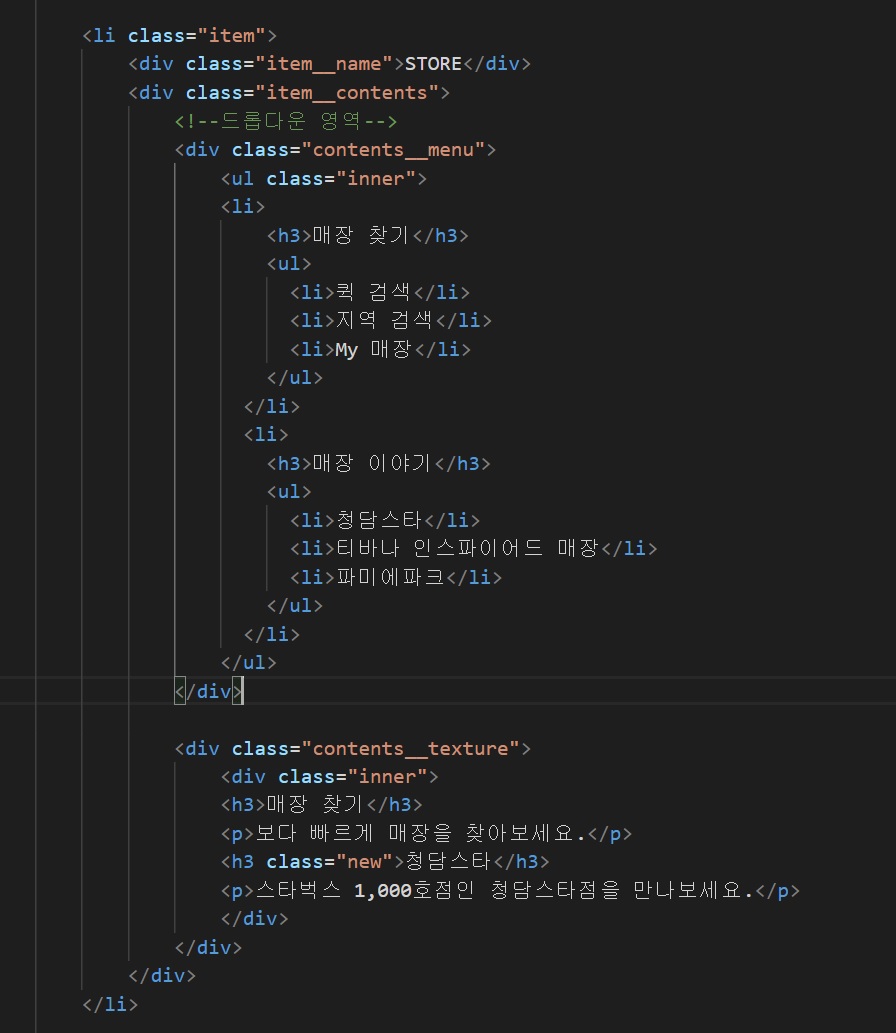 <li class="item">
<div class="item__name">STORE</div>
<div class="item__contents">
<!--드롭다운 영역-->
<div class="contents__menu">
<ul class="inner">
<li>
<h3>매장 찾기</h3>
<ul>
<li>퀵 검색</li>
<li>지역 검색</li>
<li>My 매장</li>
</ul>
</li>
<li>
<h3>매장 이야기</h3>
<ul>
<li>청담스타</li>
<li>티바나 인스파이어드 매장</li>
<li>파미에파크</li>
</ul>
</li>
</ul>
</div>
<div class="contents__texture">
<div class="inner">
<h3>매장 찾기</h3>
<p>보다 빠르게 매장을 찾아보세요.</p>
<h3 class="new">청담스타</h3>
<p>스타벅스 1,000호점인 청담스타점을 만나보세요.</p>
</div>
</div>
</div>
</li>